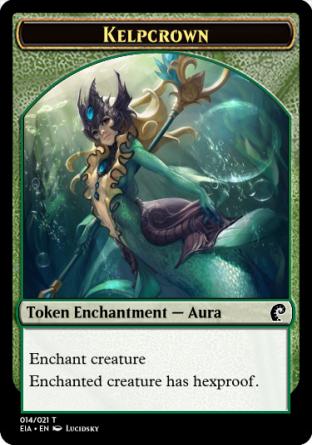 Kelpcrown
Token Enchantment — Aura
Enchant creature
Enchanted creature has hexproof.
014/021 T
EIA • EN Lucidsky